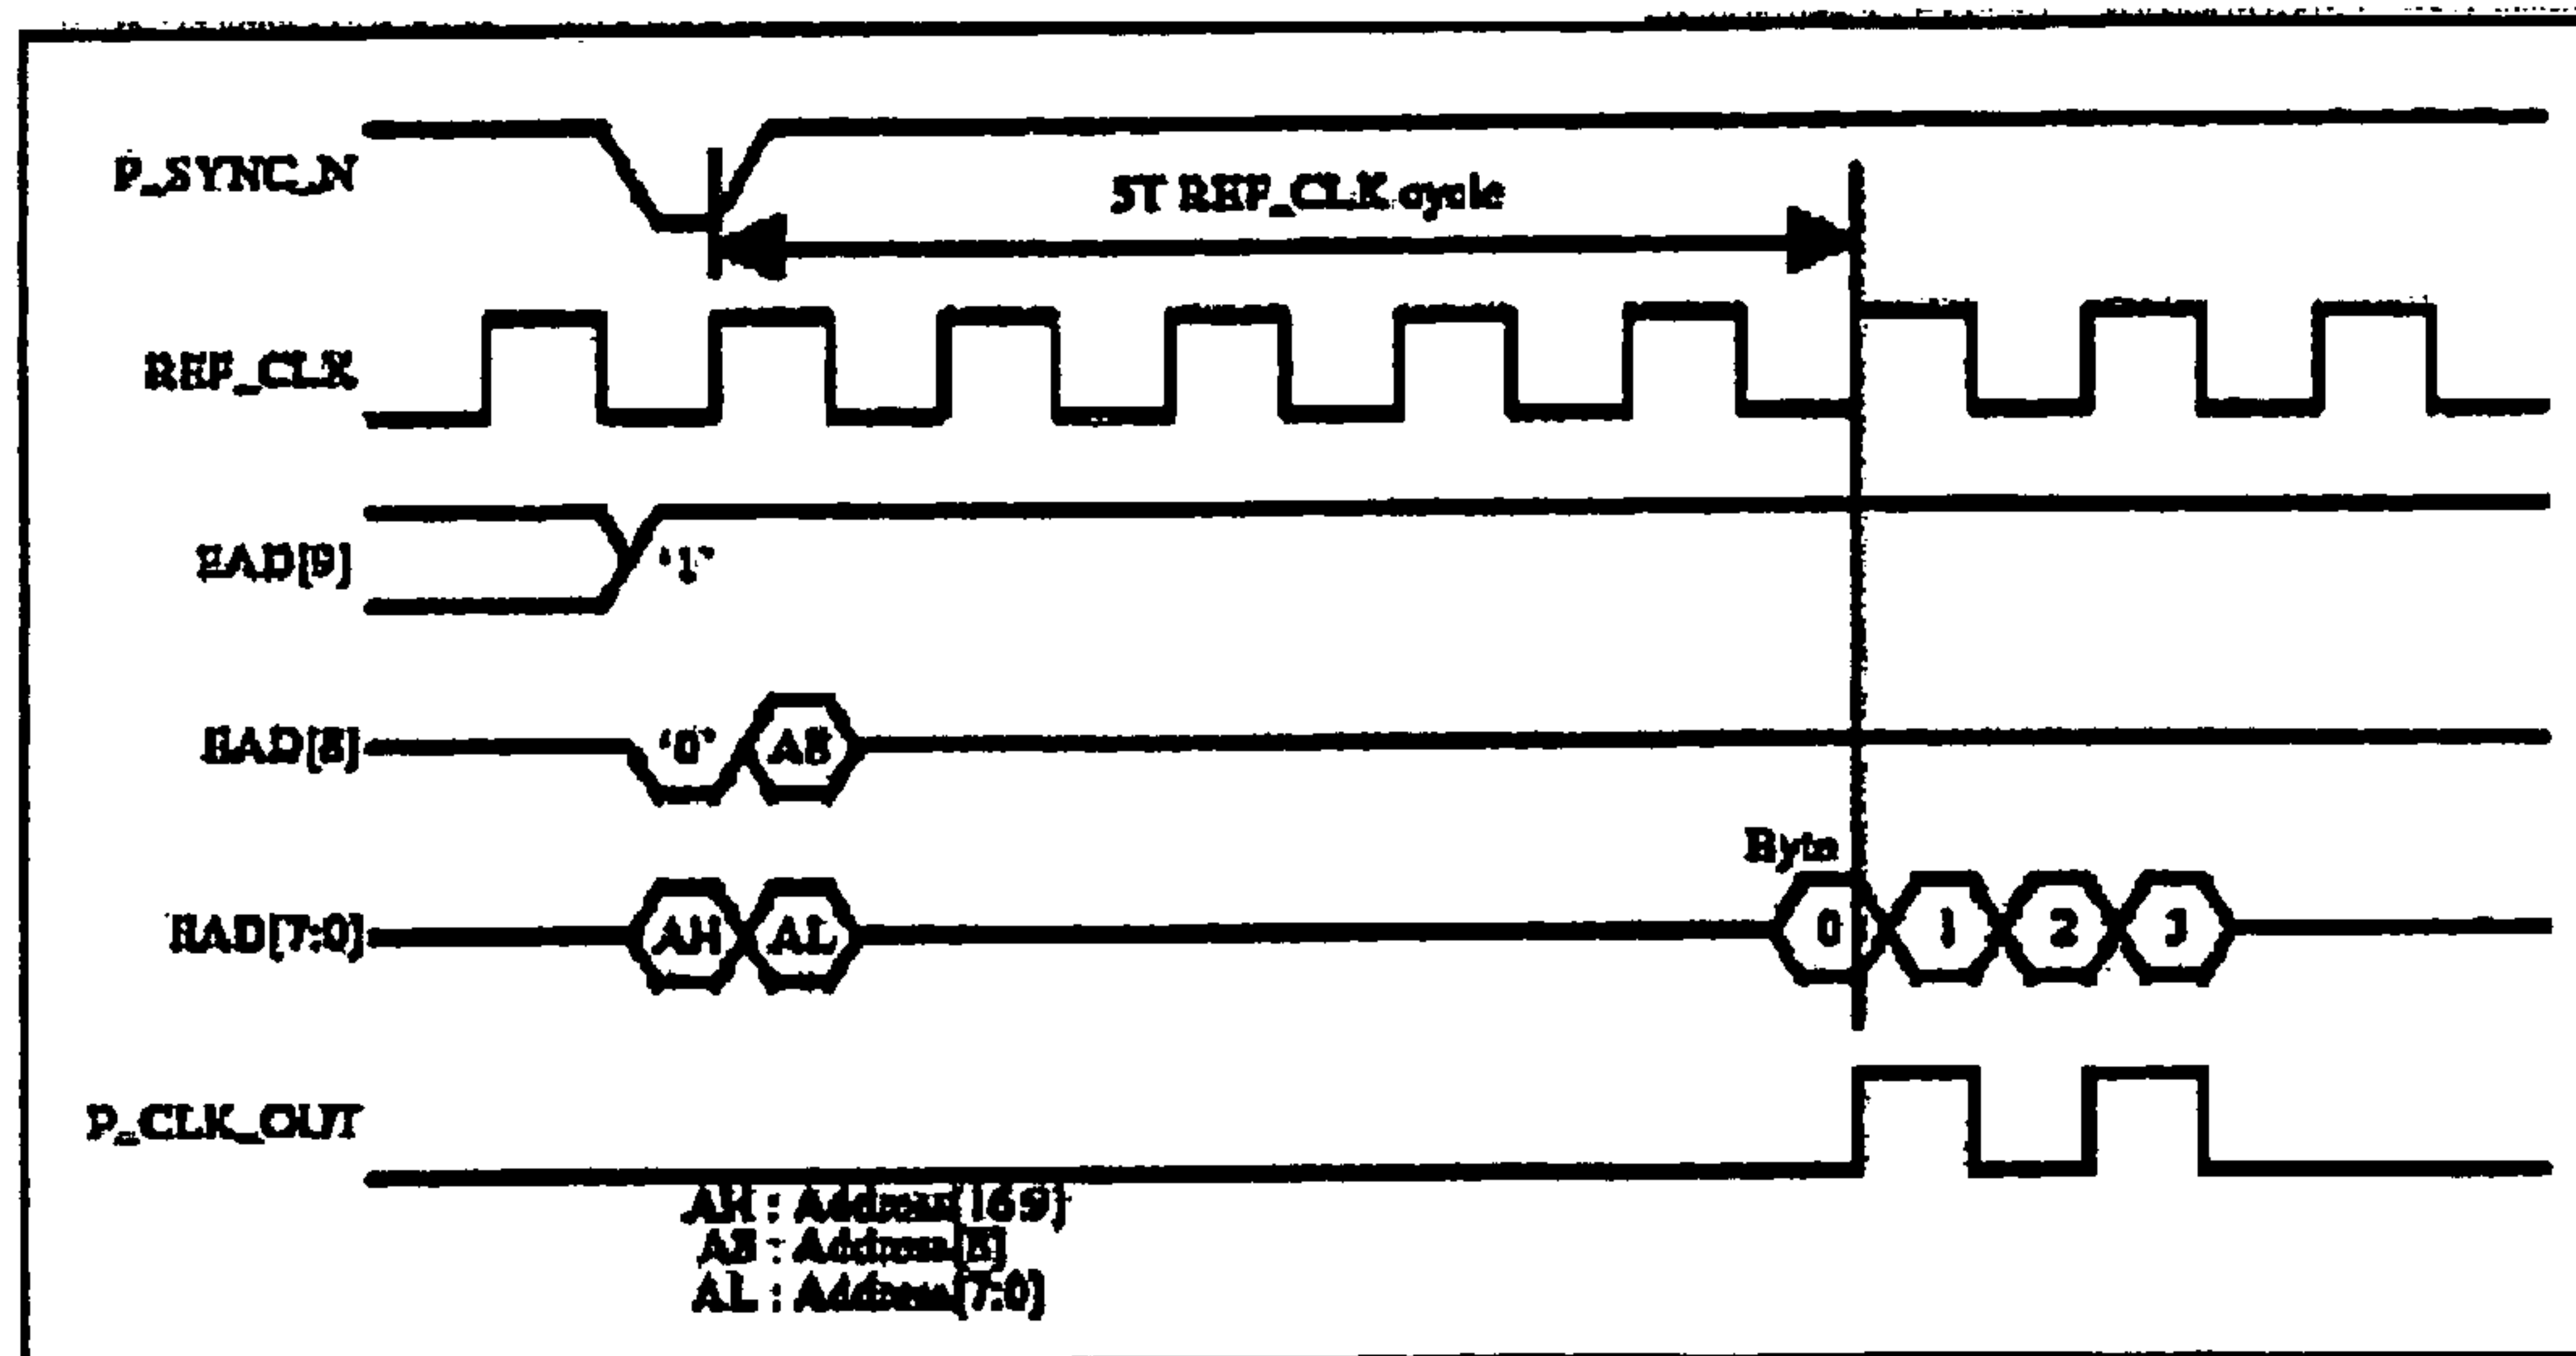 P_SYNC_N
5T REF_CLK cycle
REF_CLK
EAD[9]
'1'
EAD[8]
'0'
A8
Byte
EAD[7:0]
AH
AL
0
1
2
3
P_CLK_OUT
AH : Address[16:9]
A8 : Address[8]
AL : Address[7:0]